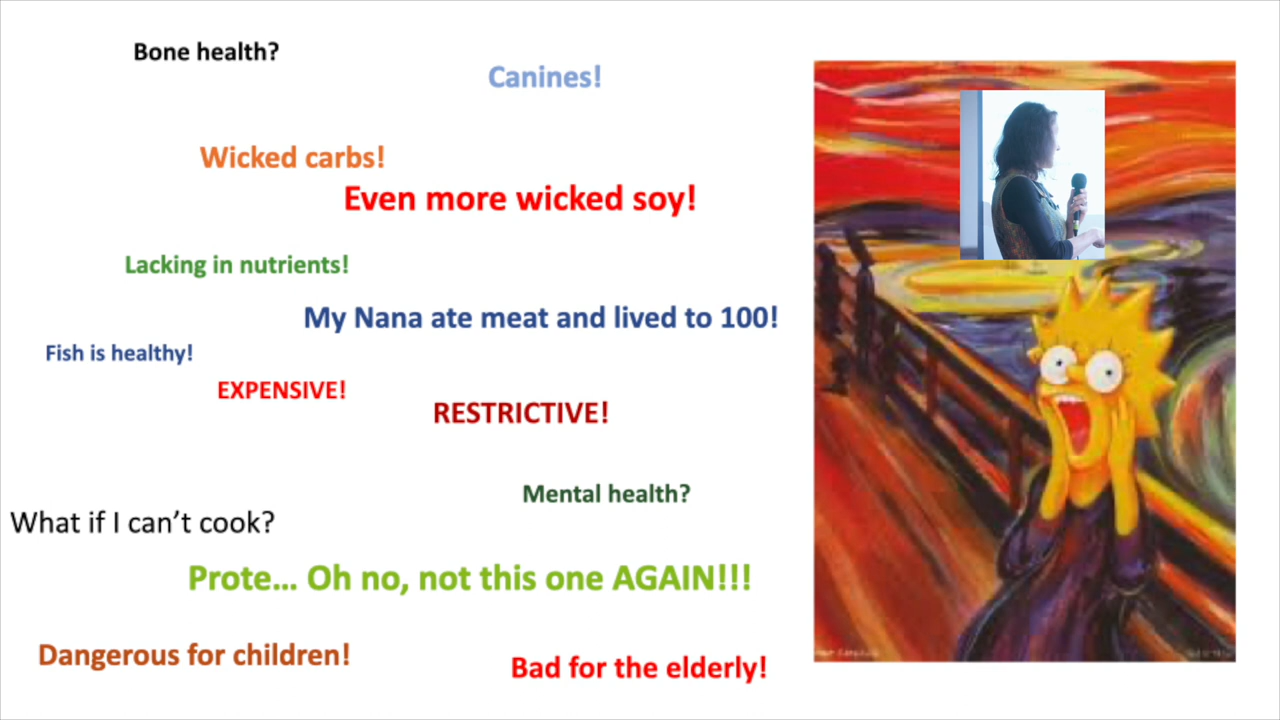 Bone health?
Canines!
Wicked carbs!
Even more wicked soy!
Lacking in nutrients!
My Nana ate meat and lived to 100!
Fish is healthy!
EXPENSIVE!
RESTRICTIVE!
Mental health?
What if I can’t cook?
Prote... Oh no, not this one AGAIN!!!
Dangerous for children!
Bad for the elderly!